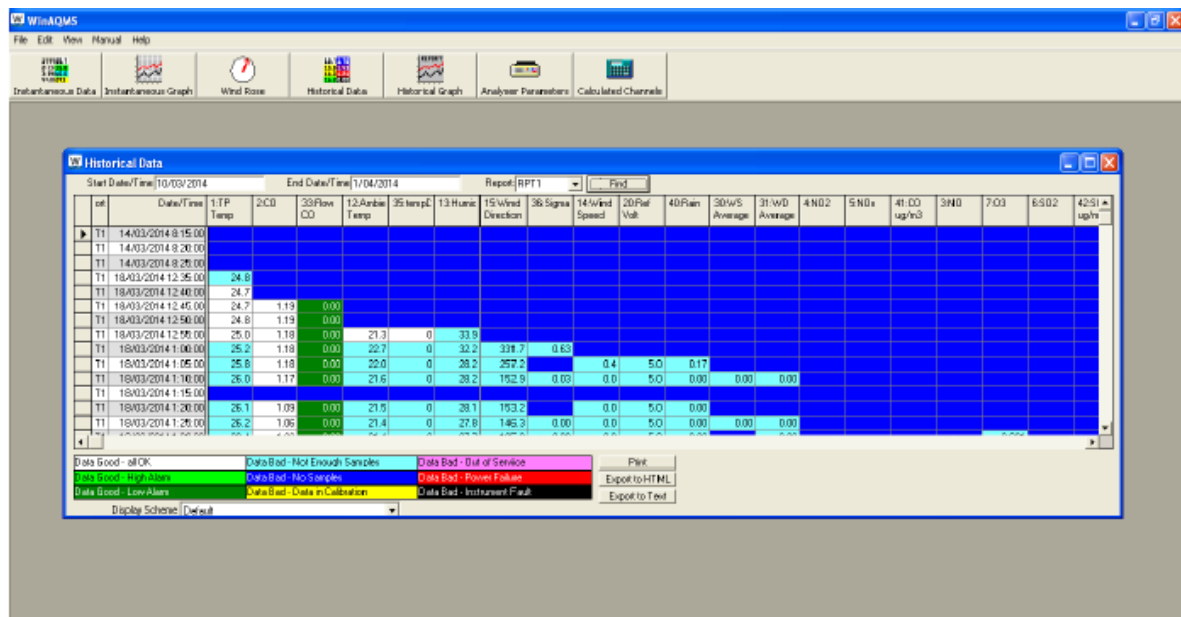 WinAQMS
File Edit View Manual Help
Instantaneous Data Instantaneous Graph Wind Rose Historical Data Historical Graph Analyser Parameters Calculated Channels
Historical Data
Start Date/Time 10/03/2014 End Date/Time 1/04/2014 Report: RPT1 Find
Date/Time 1:TP Temp 2:CO 33:Flow CO 12:Ambie Temp 35:tempC 13:Humic 15:Wind Direction 36:Sigma 14:Wind Speed 20:Ref Volt 40:Rain 30:WS Average 31:WD Average 4:NO2 5:NOx 41:CO ug/m3 3:NO 7:O3 6:SO2
T1 14/03/2014 8:15:00
T1 14/03/2014 8:20:00
T1 14/03/2014 8:25:00
T1 18/03/2014 12:35:00 24.8
T1 18/03/2014 12:40:00 24.7
T1 18/03/2014 12:45:00 24.7 1.19 0.00
T1 18/03/2014 12:50:00 24.8 1.19 0.00
T1 18/03/2014 12:55:00 25.0 1.18 0.00 21.3 0 33.9
T1 18/03/2014 1:00:00 25.2 1.18 0.00 22.7 0 32.2 331.7 0.63
T1 18/03/2014 1:05:00 25.8 1.18 0.00 22.0 0 28.2 257.2 0.4 5.0 0.17
T1 18/03/2014 1:10:00 26.0 1.17 0.00 21.6 0 28.2 152.9 0.03 0.0 5.0 0.00 0.00 0.00
T1 18/03/2014 1:15:00
T1 18/03/2014 1:20:00 26.1 1.09 0.00 21.5 0 28.1 153.2 0.0 5.0 0.00
T1 18/03/2014 1:25:00 26.2 1.06 0.00 21.4 0 27.8 146.3 0.00 0.0 5.0 0.00 0.00 0.00
Data Good - all OK Data Bad - Not Enough Samples Data Bad - Out of Service Print
Data Good - High Alarm Data Bad - No Samples Data Bad - Power Failure Export to HTML
Data Good - Low Alarm Data Bad - Data in Calibration Data Bad - Instrument Fault Export to Text
Display Scheme Default